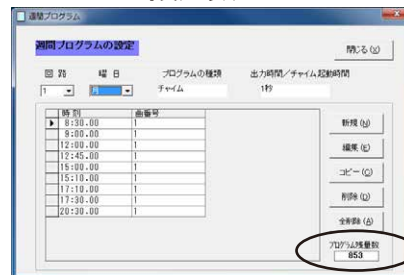 週間プログラム
週間プログラムの設定
閉じる(X)
回路 曜日 プログラムの種類 出力時間／チャイム起動時間
1 月 チャイム 1秒
時刻 曲番号
8:30.00 1
9:00.00 1
12:00.00 1
12:45.00 1
15:00.00 1
15:10.00 1
17:10.00 1
17:30.00 1
20:30.00 1
新規(N)
編集(E)
コピー(C)
削除(D)
全削除(A)
プログラム残量数
853